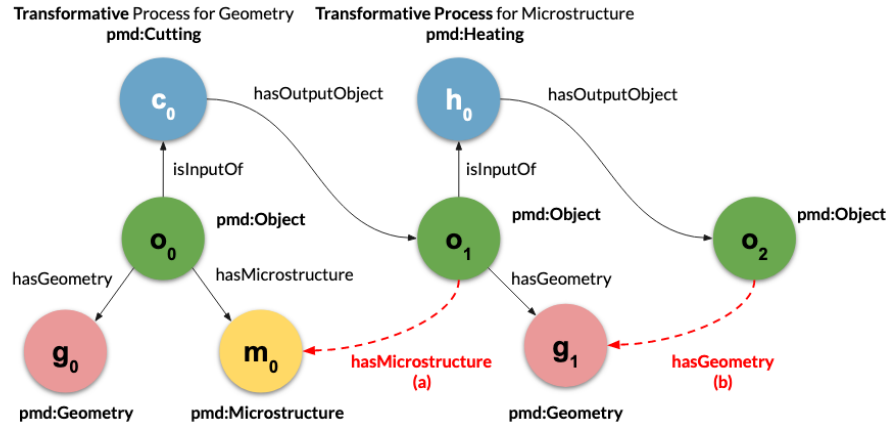 Transformative Process for Geometry
pmd:Cutting
Transformative Process for Microstructure
pmd:Heating
c0
hasOutputObject
h0
hasOutputObject
isInputOf
isInputOf
o0
pmd:Object
o1
pmd:Object
o2
pmd:Object
hasGeometry
hasMicrostructure
hasGeometry
g0
m0
hasMicrostructure
(a)
g1
hasGeometry
(b)
pmd:Geometry
pmd:Microstructure
pmd:Geometry